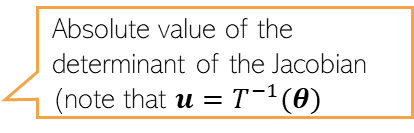 Absolute value of the
determinant of the Jacobian
(note that 𝒖 = 𝑇⁻¹(𝜽)